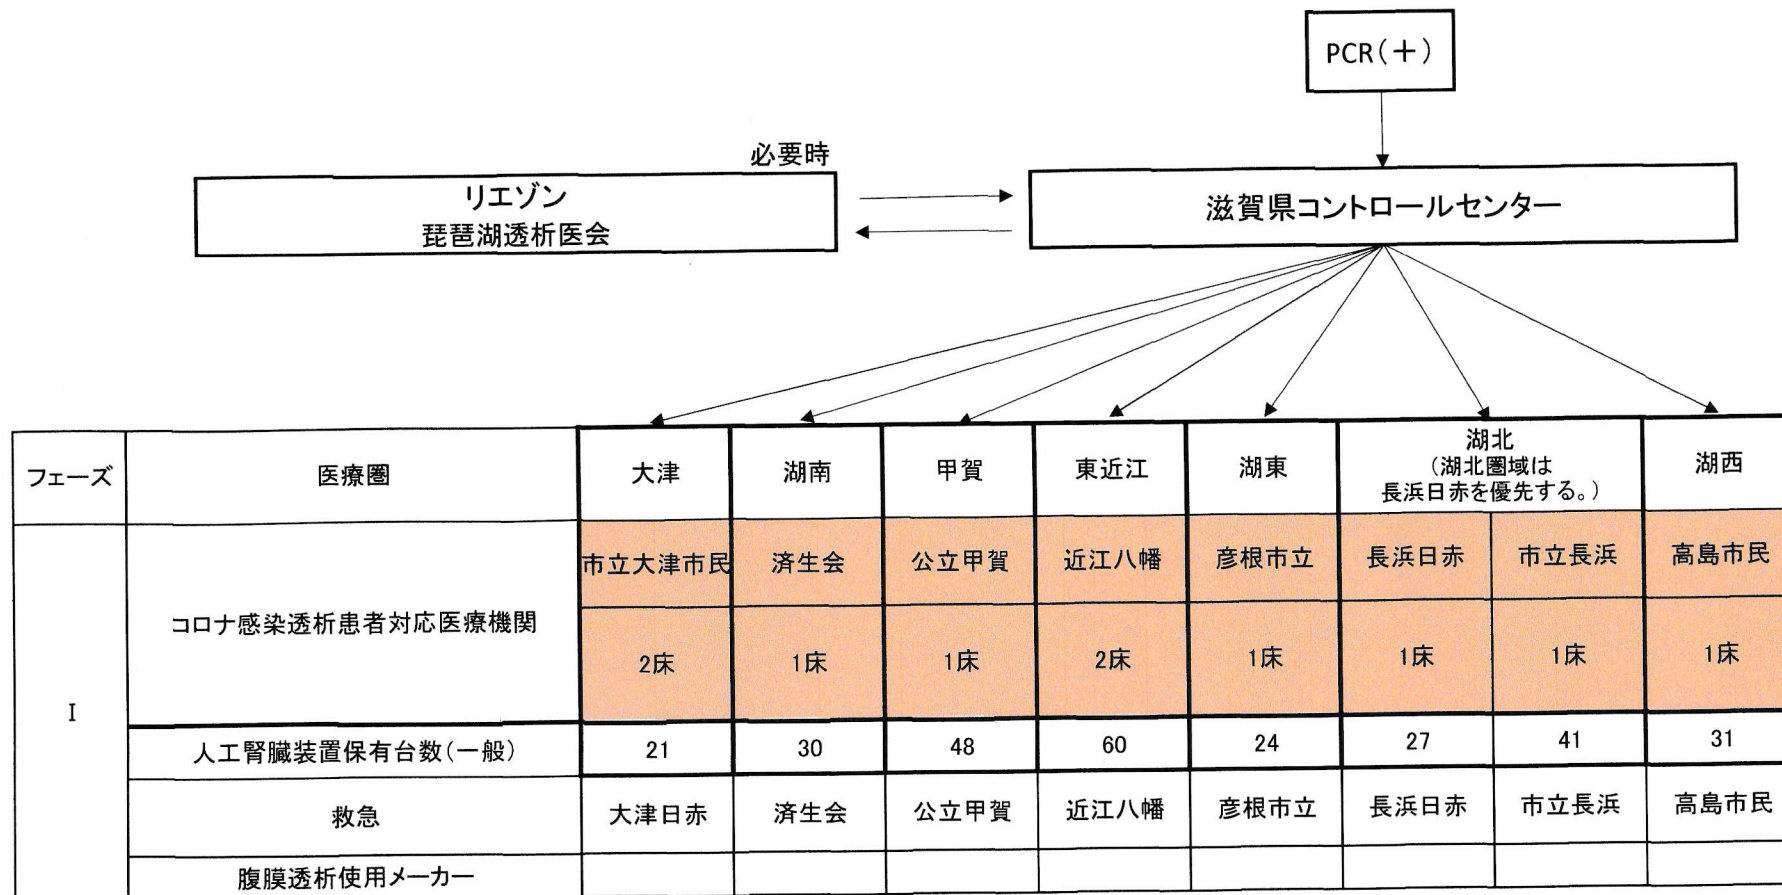 PCR(＋)
必要時
リエゾン
琵琶湖透析医会
滋賀県コントロールセンター
フェーズ 医療圏 大津 湖南 甲賀 東近江 湖東 湖北 湖西
(湖北圏域は
長浜日赤を優先する。)
I
コロナ感染透析患者対応医療機関
市立大津市民 済生会 公立甲賀 近江八幡 彦根市立 長浜日赤 市立長浜 高島市民
2床 1床 1床 2床 1床 1床 1床 1床
人工腎臓装置保有台数(一般) 21 30 48 60 24 27 41 31
救急 大津日赤 済生会 公立甲賀 近江八幡 彦根市立 長浜日赤 市立長浜 高島市民
腹膜透析使用メーカー